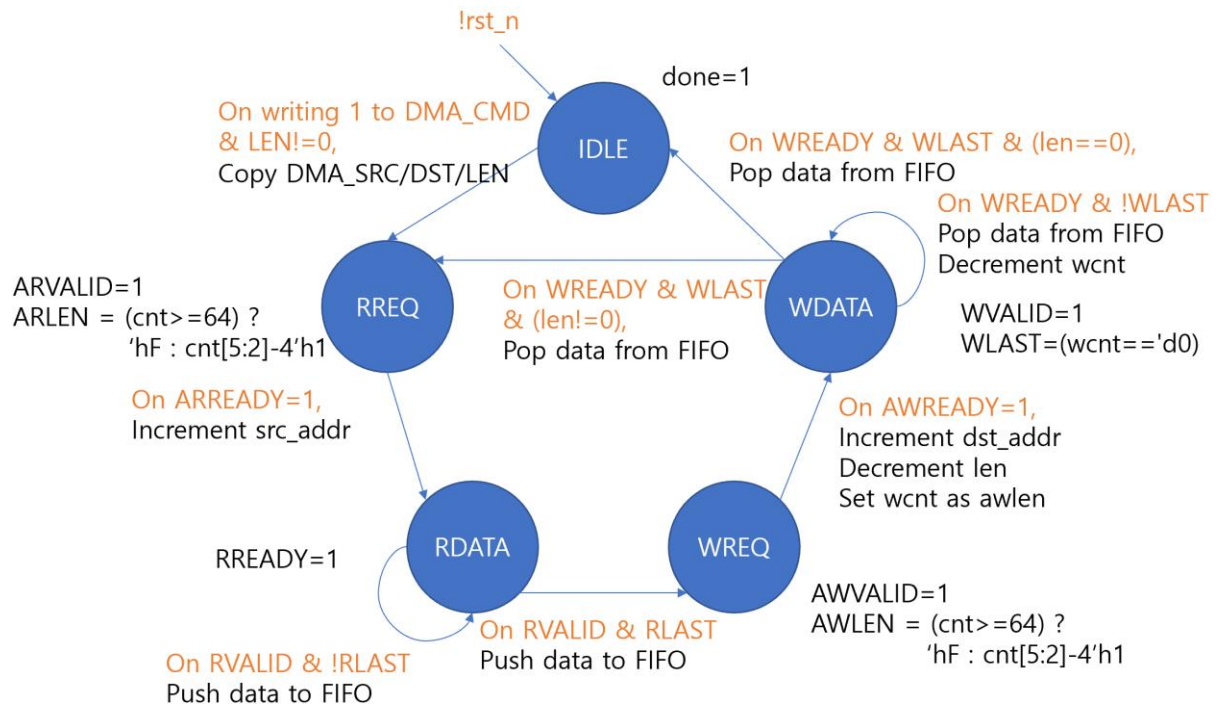 !rst_n
done=1
On writing 1 to DMA_CMD
& LEN!=0,
Copy DMA_SRC/DST/LEN
IDLE
On WREADY & WLAST & (len==0),
Pop data from FIFO
On WREADY & !WLAST
Pop data from FIFO
Decrement wcnt
ARVALID=1
ARLEN = (cnt>=64) ?
‘hF : cnt[5:2]-4’h1
RREQ
On WREADY & WLAST
& (len!=0),
Pop data from FIFO
WDATA
WVALID=1
WLAST=(wcnt=='d0)
On ARREADY=1,
Increment src_addr
On AWREADY=1,
Increment dst_addr
Decrement len
Set wcnt as awlen
RREADY=1
RDATA
WREQ
On RVALID & !RLAST
Push data to FIFO
On RVALID & RLAST
Push data to FIFO
AWVALID=1
AWLEN = (cnt>=64) ?
‘hF : cnt[5:2]-4’h1